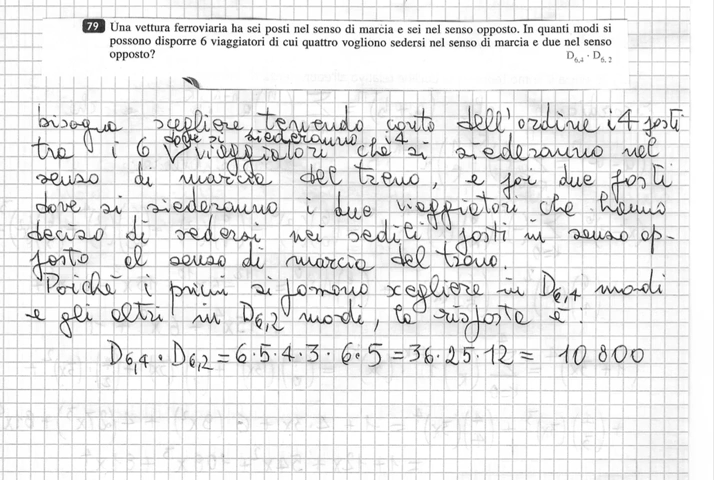 79 Una vettura ferroviaria ha sei posti nel senso di marcia e sei nel senso opposto. In quanti modi si
possono disporre 6 viaggiatori di cui quattro vogliono sedersi nel senso di marcia e due nel senso
opposto?
D6,4 · D6, 2
bisogna scegliere, tenendo conto dell'ordine i 4 posti
dove si siederanno i 4
tra i 6 viaggiatori che si siederanno nel
senso di marcia del treno, e poi due posti
dove si siederanno i due viaggiatori che hanno
deciso di sedersi nei sedili posti in senso op-
posto al senso di marcia del treno.
Poiché i primi si possono scegliere in D6,4 modi
e gli altri in D6,2 modi, la risposta è:
D6,4 · D6,2 = 6·5·4·3 · 6·5 = 36·25·12 = 10 800